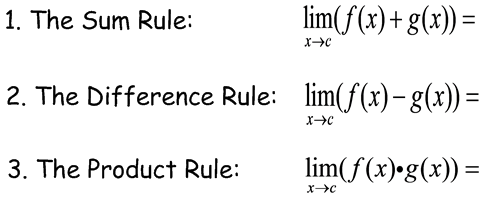 1. The Sum Rule: lim(f(x)+g(x))=
x→c
2. The Difference Rule: lim(f(x)−g(x))=
x→c
3. The Product Rule: lim(f(x)•g(x))=
x→c